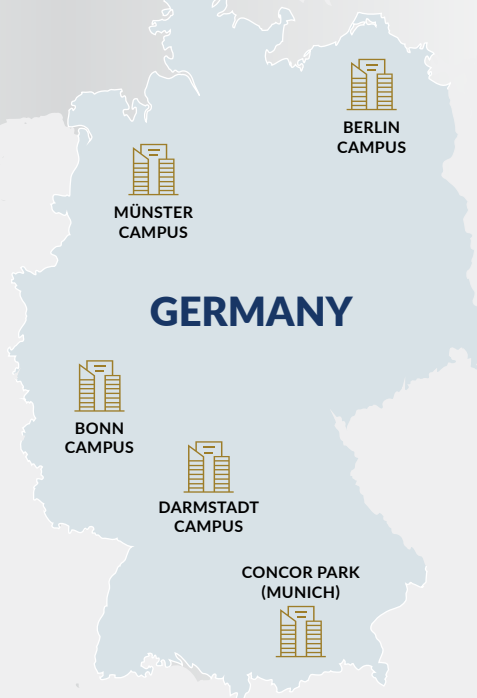 BERLIN
CAMPUS
MÜNSTER
CAMPUS
GERMANY
BONN
CAMPUS
DARMSTADT
CAMPUS
CONCOR PARK
(MUNICH)